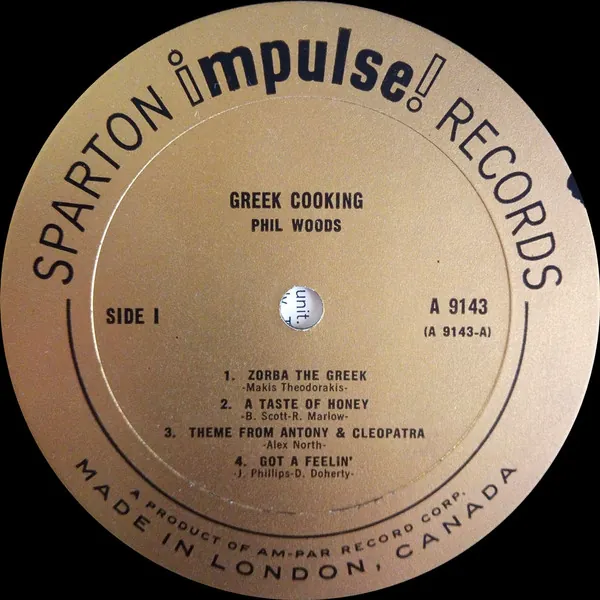 SPARTON impulse! RECORDS
GREEK COOKING
PHIL WOODS
unit.
SIDE I
A 9143
(A 9143-A)
1. ZORBA THE GREEK
-Makis Theodorakis-
2. A TASTE OF HONEY
-B. Scott-R. Marlow-
3. THEME FROM ANTONY & CLEOPATRA
-Alex North-
4. GOT A FEELIN'
-J. Phillips-D. Doherty-
A PRODUCT OF AM-PAR RECORD CORP.
MADE IN LONDON, CANADA